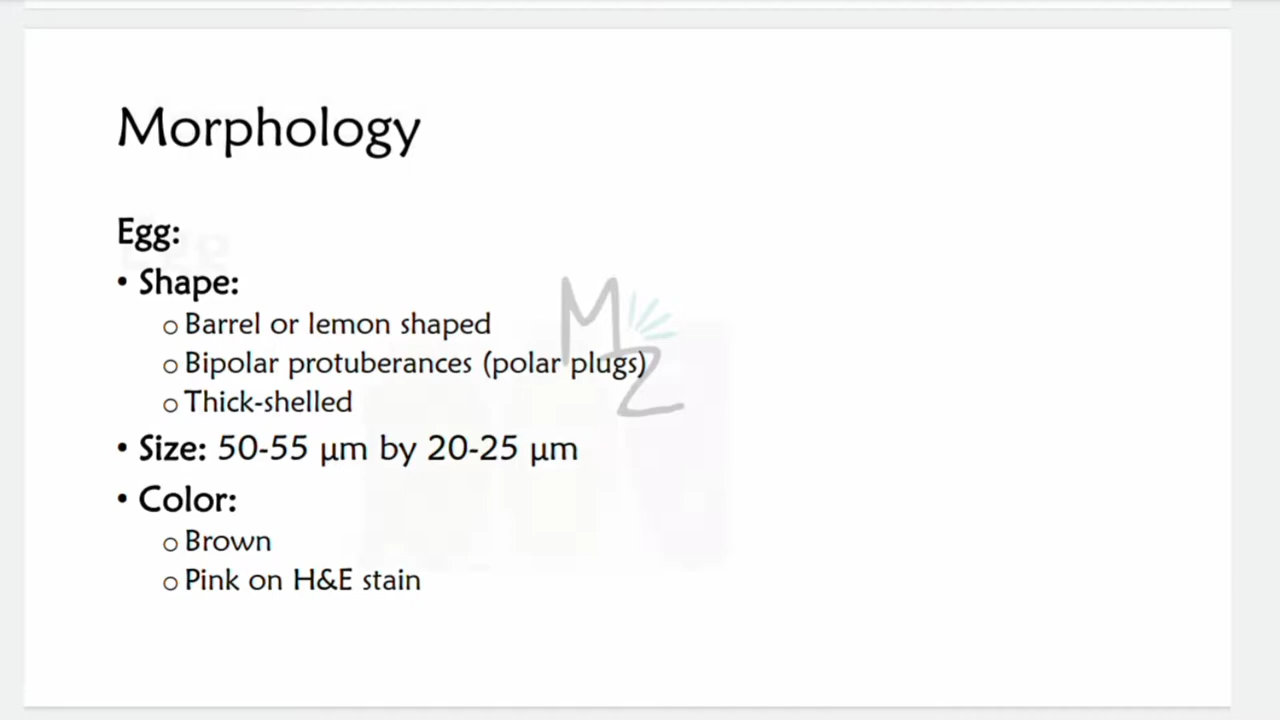 Morphology
Egg:
• Shape:
o Barrel or lemon shaped
o Bipolar protuberances (polar plugs)
o Thick-shelled
• Size: 50-55 µm by 20-25 µm
• Color:
o Brown
o Pink on H&E stain
MZ